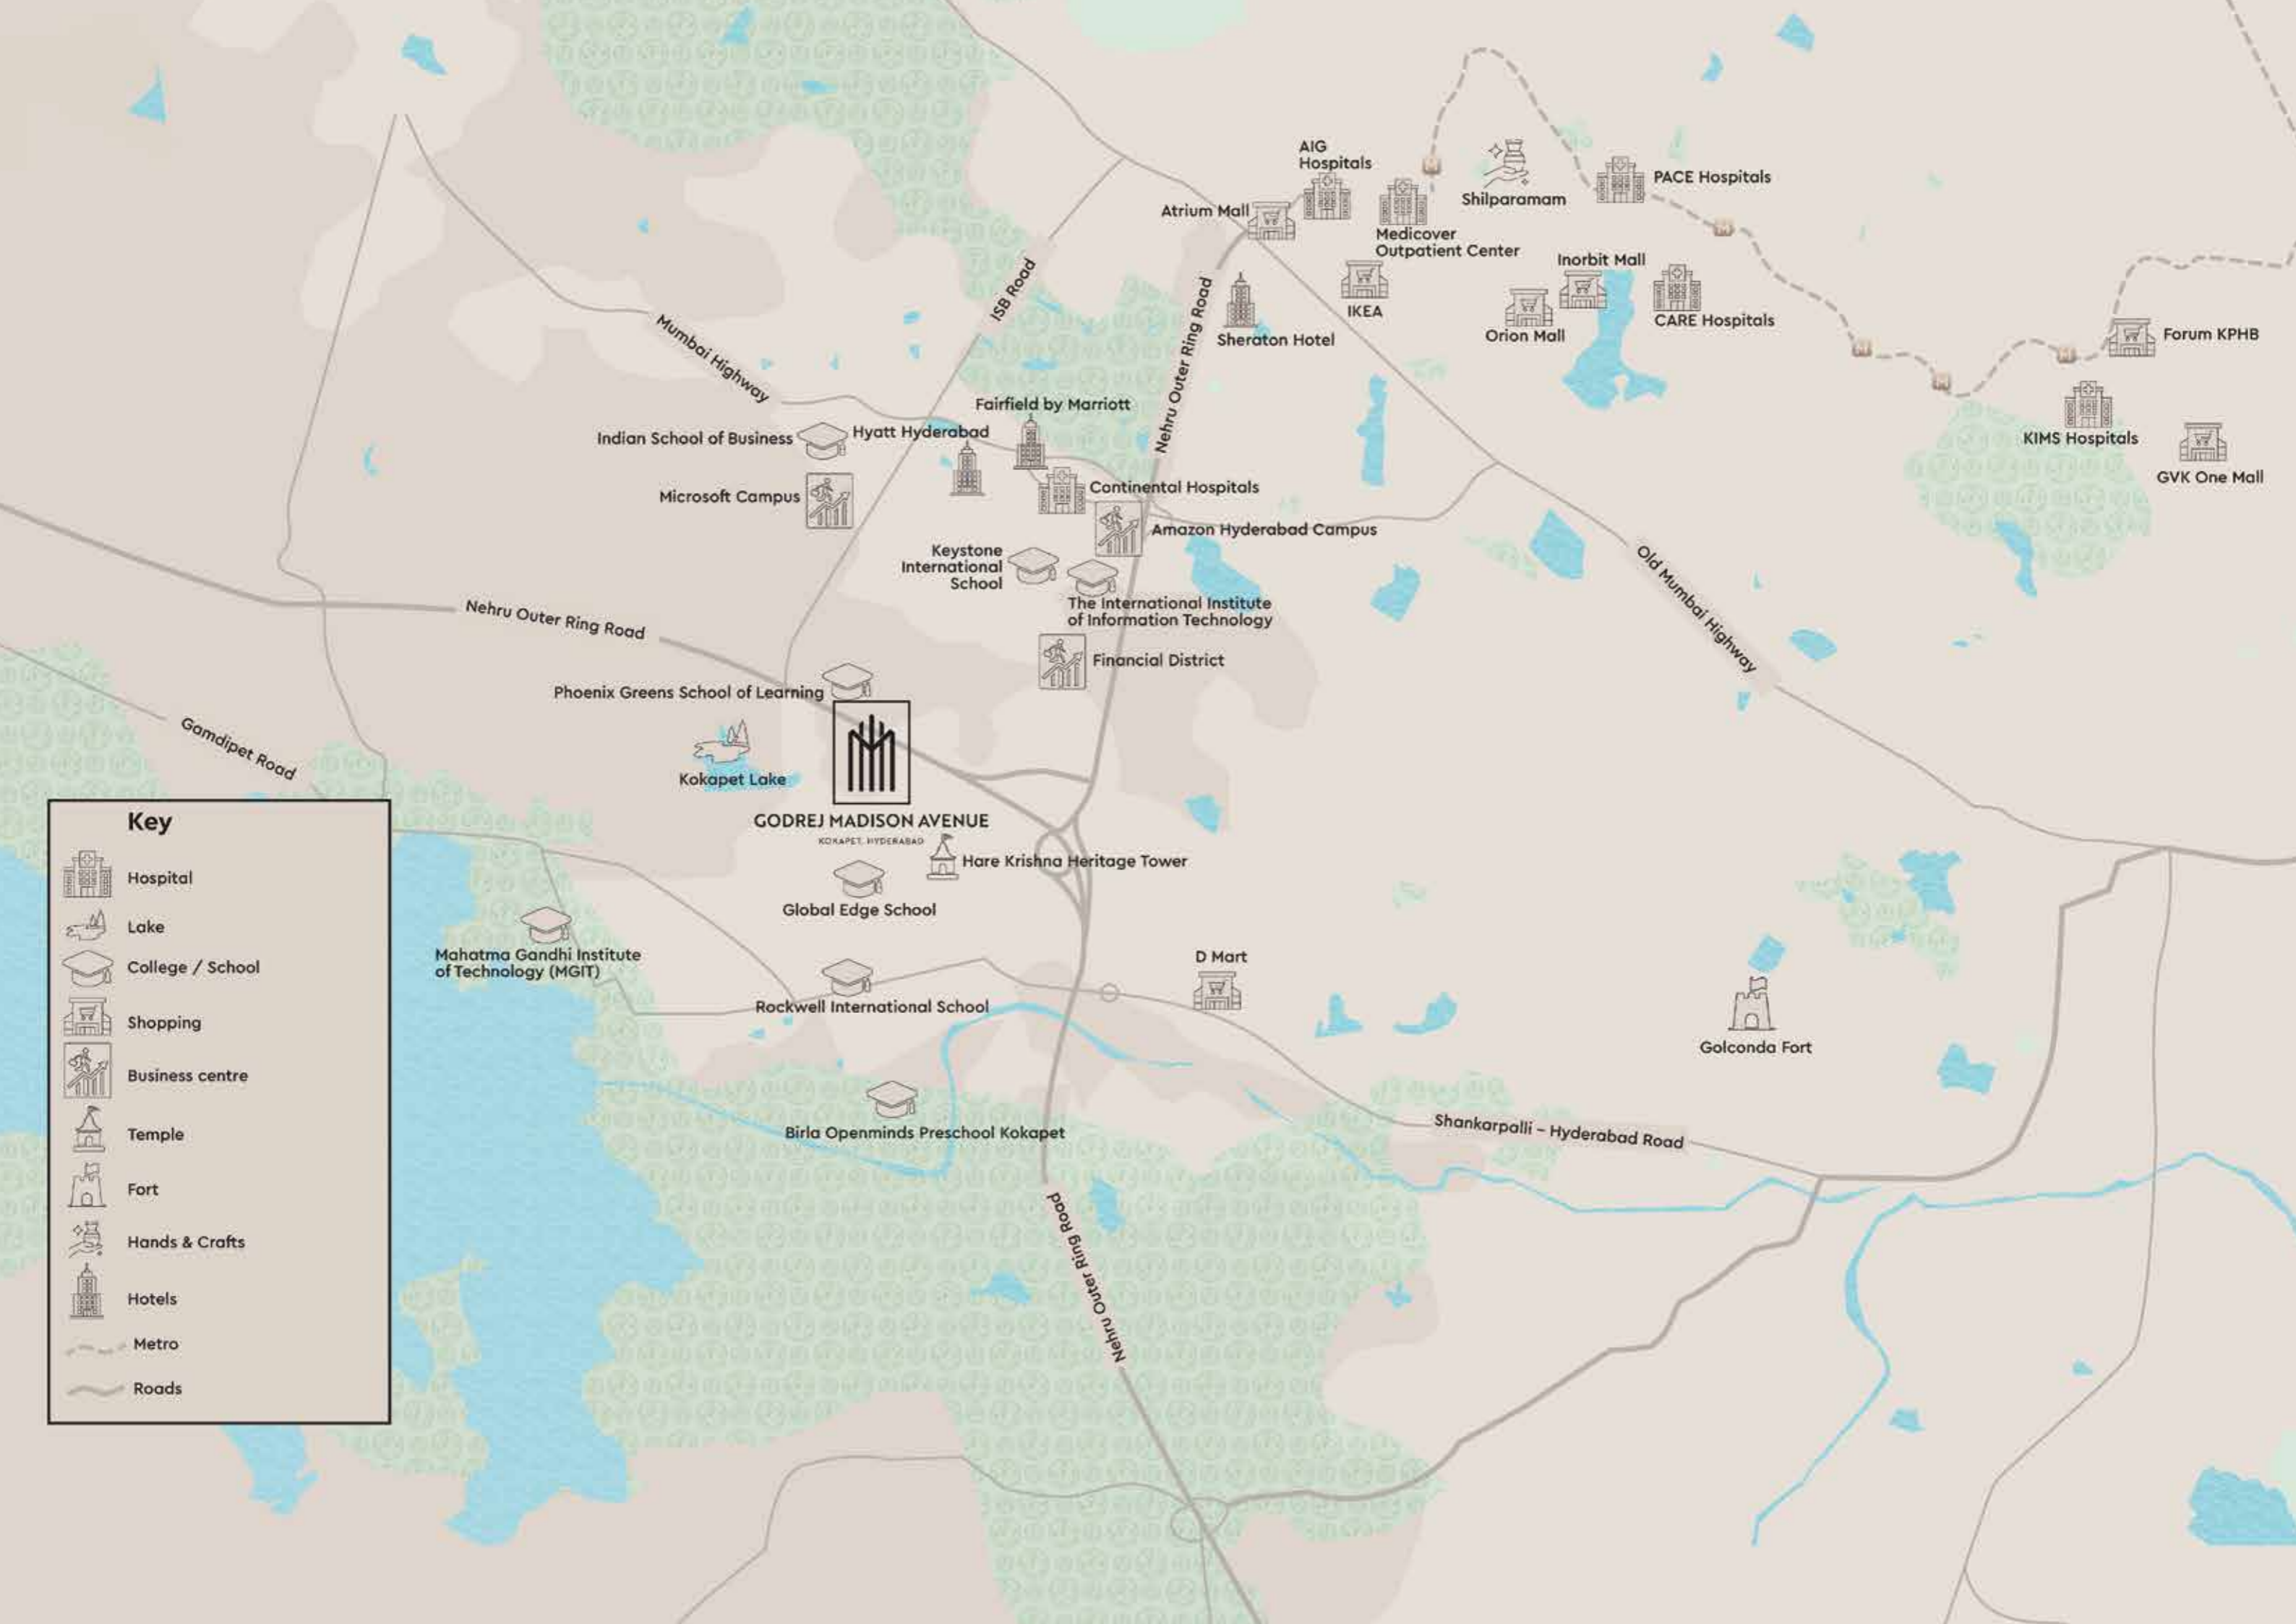 AIG
Hospitals
PACE Hospitals
Shilparamam
Atrium Mall
Medicover
Outpatient Center
Inorbit Mall
ISB Road
Nehru Outer Ring Road
IKEA
CARE Hospitals
Mumbai Highway
Sheraton Hotel
Orion Mall
Forum KPHB
Fairfield by Marriott
Indian School of Business
Hyatt Hyderabad
KIMS Hospitals
GVK One Mall
Microsoft Campus
Continental Hospitals
Amazon Hyderabad Campus
Keystone
International
School
Old Mumbai Highway
The International Institute
of Information Technology
Nehru Outer Ring Road
Financial District
Phoenix Greens School of Learning
Gamdipet Road
Kokapet Lake
GODREJ MADISON AVENUE
KOKAPET, HYDERABAD
Hare Krishna Heritage Tower
Global Edge School
Mahatma Gandhi Institute
of Technology (MGIT)
D Mart
Rockwell International School
Golconda Fort
Birla Openminds Preschool Kokapet
Shankarpalli - Hyderabad Road
Nehru Outer Ring Road
Key
Hospital
Lake
College / School
Shopping
Business centre
Temple
Fort
Hands & Crafts
Hotels
Metro
Roads